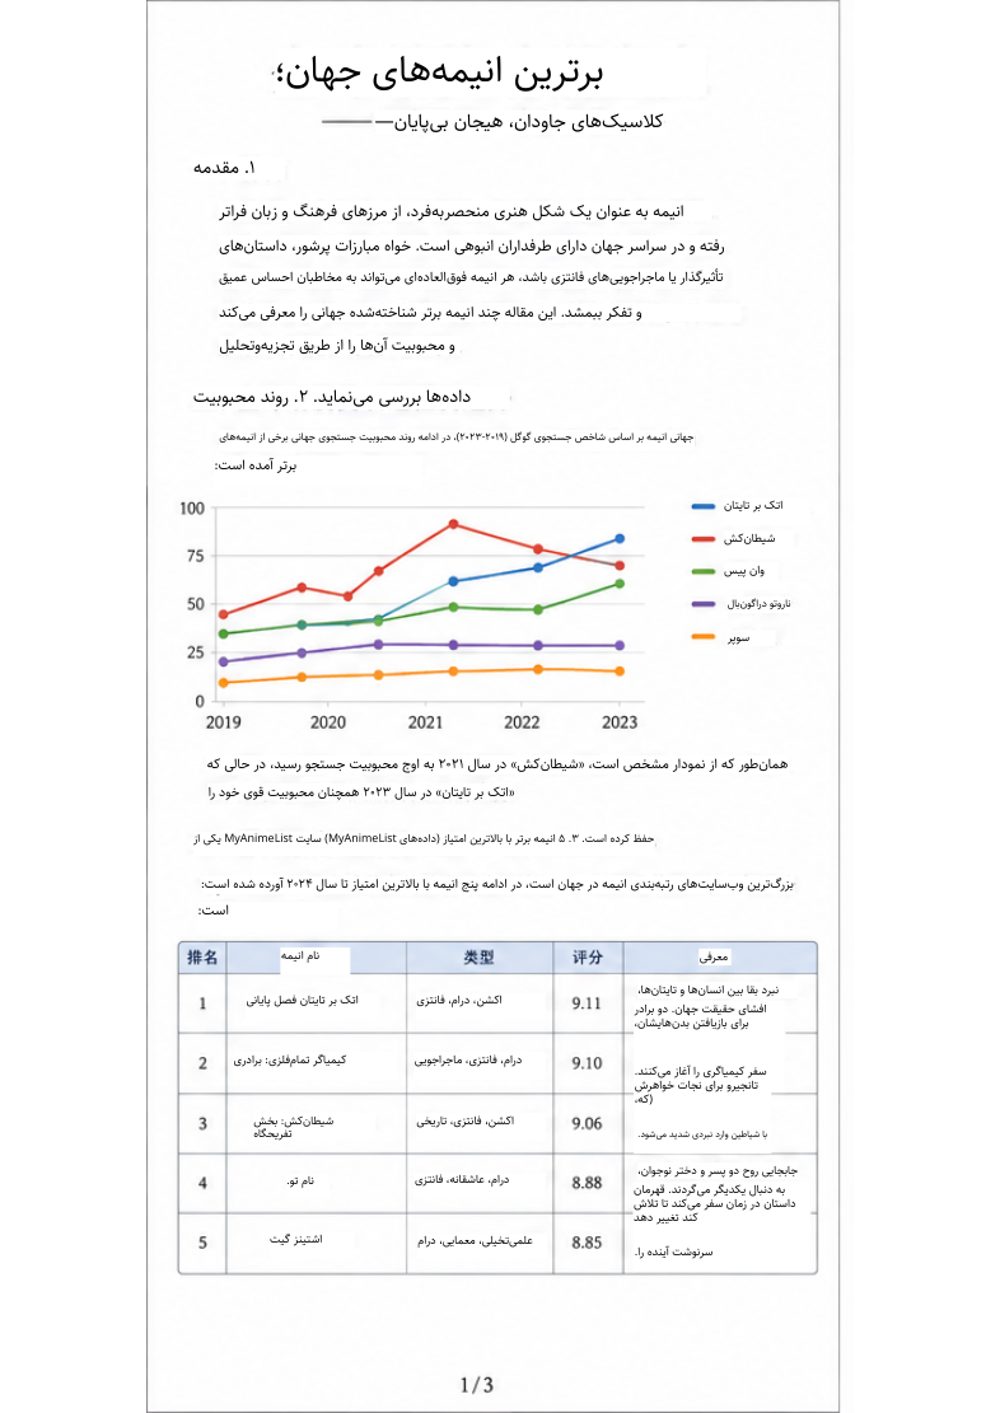 برترین انیمه‌های جهان؛
کلاسیک‌های جاودان، هیجان بی‌پایان——
۱. مقدمه
انیمه به عنوان یک شکل هنری منحصربه‌فرد، از مرزهای فرهنگ و زبان فراتر
رفته و در سراسر جهان دارای طرفداران انبوهی است. خواه مبارزات پرشور، داستان‌های
تأثیرگذار یا ماجراجویی‌های فانتزی باشد، هر انیمه فوق‌العاده‌ای می‌تواند به مخاطبان احساس عمیق
و تفکر ببمشد. این مقاله چند انیمه برتر شناخته‌شده جهانی را معرفی می‌کند
و محبوبیت آن‌ها را از طریق تجزیه‌وتحلیل
داده‌ها بررسی می‌نماید. ۲. روند محبوبیت
جهانی انیمه بر اساس شاخص جستجوی گوگل (۲۰۱۹-۲۰۲۳)، در ادامه روند محبوبیت جستجوی جهانی برخی از انیمه‌های
برتر آمده است:
100
75
50
25
0
2019 2020 2021 2022 2023
اتک بر تایتان
شیطان‌کش
وان پیس
ناروتو دراگون‌بال
سوپر
همان‌طور که از نمودار مشخص است، «شیطان‌کش» در سال ۲۰۲۱ به اوج محبوبیت جستجو رسید، در حالی که
«اتک بر تایتان» در سال ۲۰۲۳ همچنان محبوبیت قوی خود را
حفظ کرده است. ۳. ۵ انیمه برتر با بالاترین امتیاز (داده‌های MyAnimeList) سایت MyAnimeList یکی از
بزرگ‌ترین وب‌سایت‌های رتبه‌بندی انیمه در جهان است، در ادامه پنج انیمه با بالاترین امتیاز تا سال ۲۰۲۴ آورده شده است:
است:
排名 نام انیمه 类型 评分 معرفی
1 اتک بر تایتان فصل پایانی اکشن، درام، فانتزی 9.11
نبرد بقا بین انسان‌ها و تایتان‌ها،
افشای حقیقت جهان. دو برادر
برای بازیافتن بدن‌هایشان،
2 کیمیاگر تمام‌فلزی: برادری درام، فانتزی، ماجراجویی 9.10
سفر کیمیاگری را آغاز می‌کنند.
تانجیرو برای نجات خواهرش
(که،
3 شیطان‌کش: بخش
تفریحگاه
اکشن، فانتزی، تاریخی 9.06
با شیاطین وارد نبردی شدید می‌شود.
4 نام تو. درام، عاشقانه، فانتزی 8.88
جابجایی روح دو پسر و دختر نوجوان،
به دنبال یکدیگر می‌گردند. قهرمان
داستان در زمان سفر می‌کند تا تلاش
کند تغییر دهد
5 اشتینز گیت علمی‌تخیلی، معمایی، درام 8.85
سرنوشت آینده را.
1/3